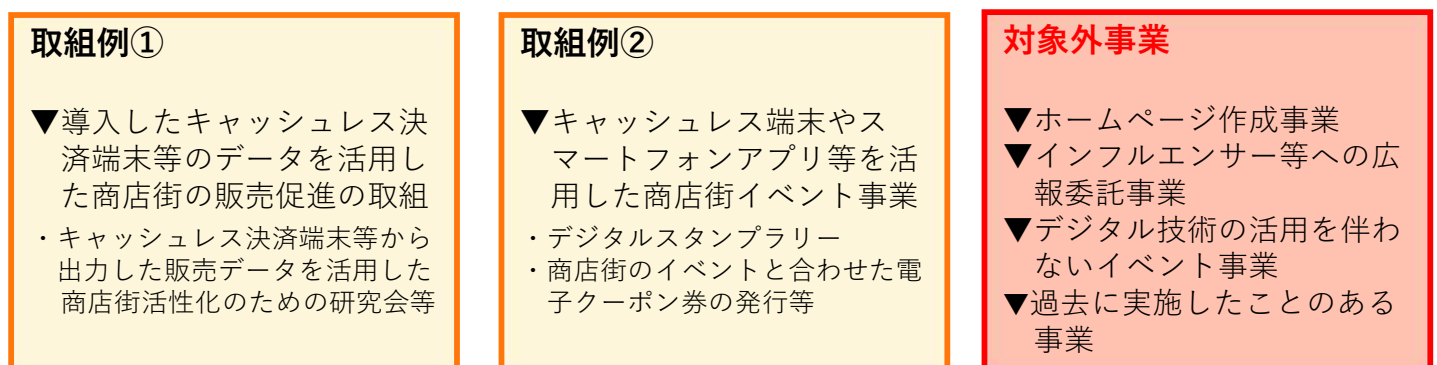 取組例①
▼導入したキャッシュレス決
済端末等のデータを活用し
た商店街の販売促進の取組
・キャッシュレス決済端末等から
出力した販売データを活用した
商店街活性化のための研究会等
取組例②
▼キャッシュレス端末やス
マートフォンアプリ等を活
用した商店街イベント事業
・デジタルスタンプラリー
・商店街のイベントと合わせた電
子クーポン券の発行等
対象外事業
▼ホームページ作成事業
▼インフルエンサー等への広
報委託事業
▼デジタル技術の活用を伴わ
ないイベント事業
▼過去に実施したことのある
事業